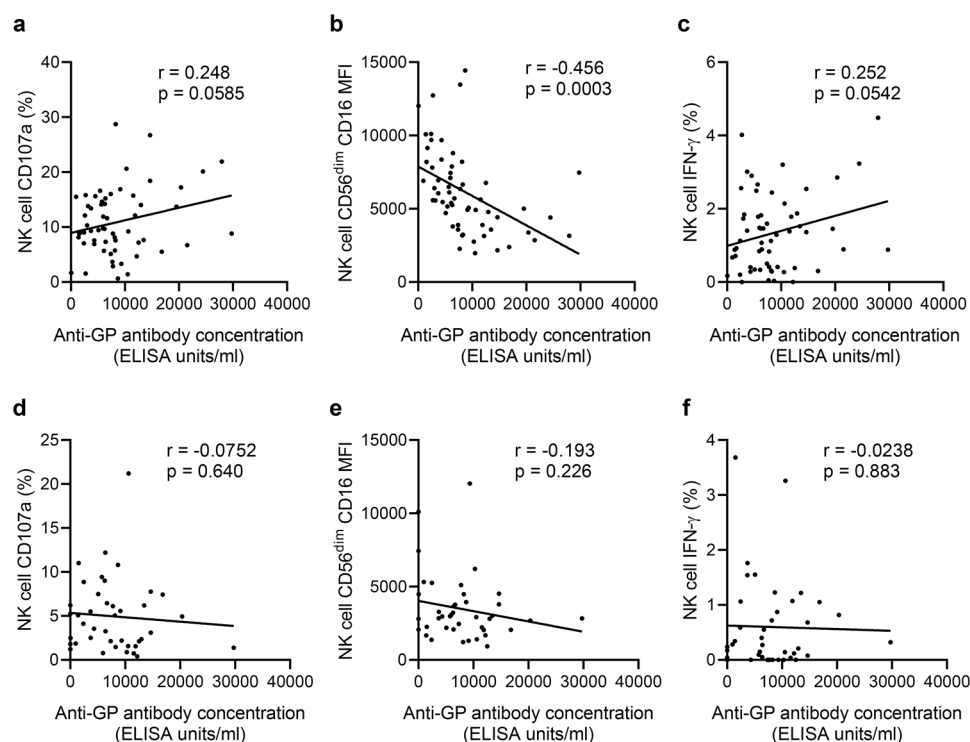 a
b
c
r = 0.248
p = 0.0585
r = -0.456
p = 0.0003
r = 0.252
p = 0.0542
NK cell CD107a (%)
40
30
20
10
0
0 10000 20000 30000 40000
Anti-GP antibody concentration
(ELISA units/ml)
NK cell CD56dim CD16 MFI
15000
10000
5000
0
0 10000 20000 30000 40000
Anti-GP antibody concentration
(ELISA units/ml)
NK cell IFN-γ (%)
6
4
2
0
0 10000 20000 30000 40000
Anti-GP antibody concentration
(ELISA units/ml)
d
e
f
r = -0.0752
p = 0.640
r = -0.193
p = 0.226
r = -0.0238
p = 0.883
NK cell CD107a (%)
25
20
15
10
5
0
0 10000 20000 30000 40000
Anti-GP antibody concentration
(ELISA units/ml)
NK cell CD56dim CD16 MFI
15000
10000
5000
0
0 10000 20000 30000 40000
Anti-GP antibody concentration
(ELISA units/ml)
NK cell IFN-γ (%)
4
3
2
1
0
0 10000 20000 30000 40000
Anti-GP antibody concentration
(ELISA units/ml)